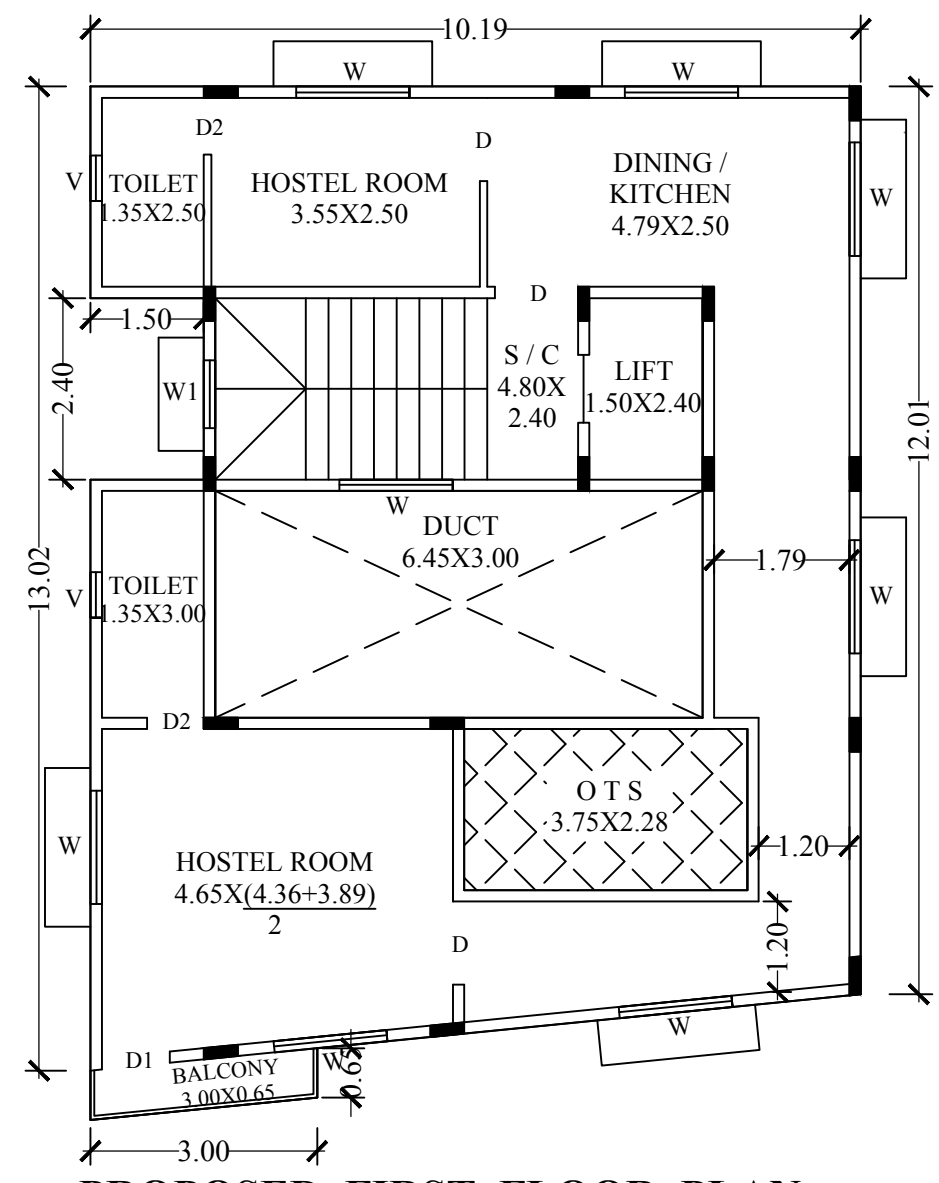 10.19
W
W
D2
D
V
TOILET
1.35X2.50
HOSTEL ROOM
3.55X2.50
DINING /
KITCHEN
4.79X2.50
W
D
1.50
2.40
W1
S / C
4.80X
2.40
LIFT
1.50X2.40
12.01
13.02
W
DUCT
6.45X3.00
1.79
V
TOILET
1.35X3.00
W
D2
O T S
3.75X2.28
1.20
W
HOSTEL ROOM
4.65X(4.36+3.89)
2
D
1.20
W
D1
W
0.65
BALCONY
3.00X0.65
3.00
PROPOSED FIRST FLOOR PLAN